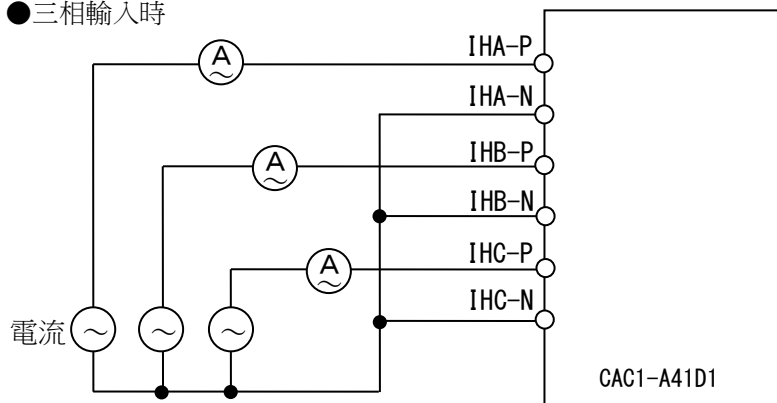 ●三相輸入時
A
IHA-P
IHA-N
A
IHB-P
IHB-N
A
IHC-P
IHC-N
電流
CAC1-A41D1